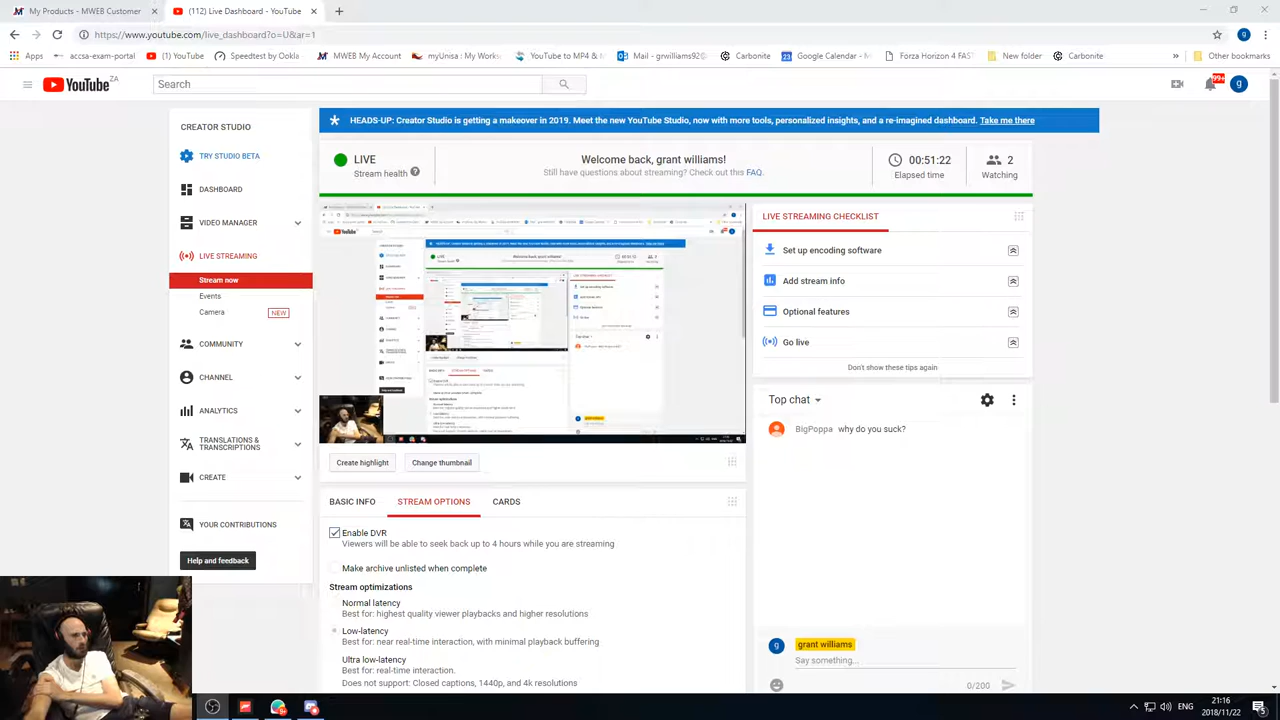 My Products - MWEB Customer
(112) Live Dashboard - YouTube
https://www.youtube.com/live_dashboard?o=U&ar=1
Apps
accsa-exam-portal
(1) YouTube
Speedtest by Ookla
MWEB My Account
myUnisa : My Works
YouTube to MP4 &
Mail - grwilliams92@
Carbonite
Google Calendar -
Forza Horizon 4 FAS
New folder
Carbonite
Other bookmarks
YouTube ZA
Search
99+
g
CREATOR STUDIO
TRY STUDIO BETA
DASHBOARD
VIDEO MANAGER
LIVE STREAMING
Stream now
Events
Camera
NEW
COMMUNITY
CHANNEL
ANALYTICS
TRANSLATIONS &
TRANSCRIPTIONS
CREATE
YOUR CONTRIBUTIONS
Help and feedback
HEADS-UP: Creator Studio is getting a makeover in 2019. Meet the new YouTube Studio, now with more tools, personalized insights, and a re-imagined dashboard. Take me there
LIVE
Stream health ?
Welcome back, grant williams!
Still have questions about streaming? Check out this FAQ.
00:51:22
Elapsed time
2
Watching
Create highlight
Change thumbnail
BASIC INFO
STREAM OPTIONS
CARDS
Enable DVR
Viewers will be able to seek back up to 4 hours while you are streaming
Make archive unlisted when complete
Stream optimizations
Normal latency
Best for: highest quality viewer playbacks and higher resolutions
Low-latency
Best for: near real-time interaction, with minimal playback buffering
Ultra low-latency
Best for: real-time interaction.
Does not support: Closed captions, 1440p, and 4k resolutions
LIVE STREAMING CHECKLIST
Set up encoding software
Add stream info
Optional features
Go live
Don't show these tips again
Top chat
BigPoppa why do you suck?
g
grant williams
Say something...
0/200
ENG
21:16
2018/11/22